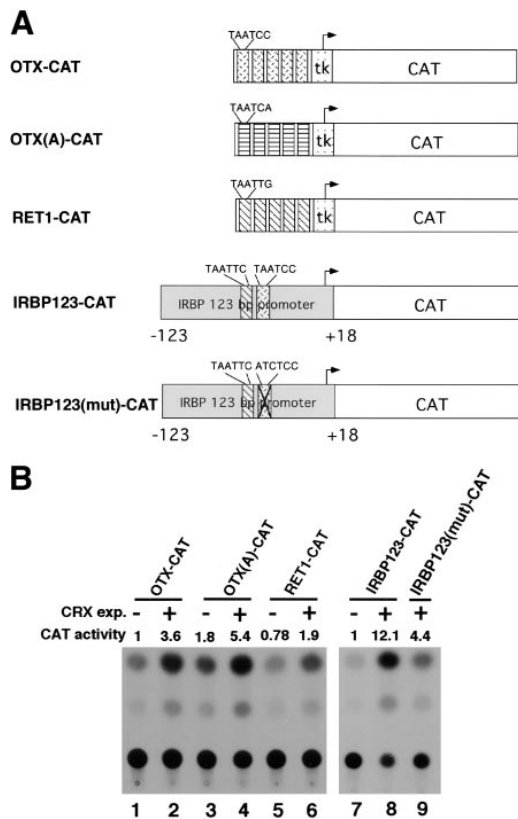 A
TAATCC
OTX-CAT tk CAT
TAATCA
OTX(A)-CAT tk CAT
TAATTG
RET1-CAT tk CAT
TAATTC TAATCC
IRBP123-CAT IRBP 123 bp promoter CAT
-123 +18
TAATTC ATCTCC
IRBP123(mut)-CAT IRBP 123 bp promoter CAT
-123 +18
B
OTX-CAT OTX(A)-CAT RET1-CAT IRBP123-CAT IRBP123(mut)-CAT
CRX exp. - + - + - + - + +
CAT activity 1 3.6 1.8 5.4 0.78 1.9 1 12.1 4.4
1 2 3 4 5 6 7 8 9